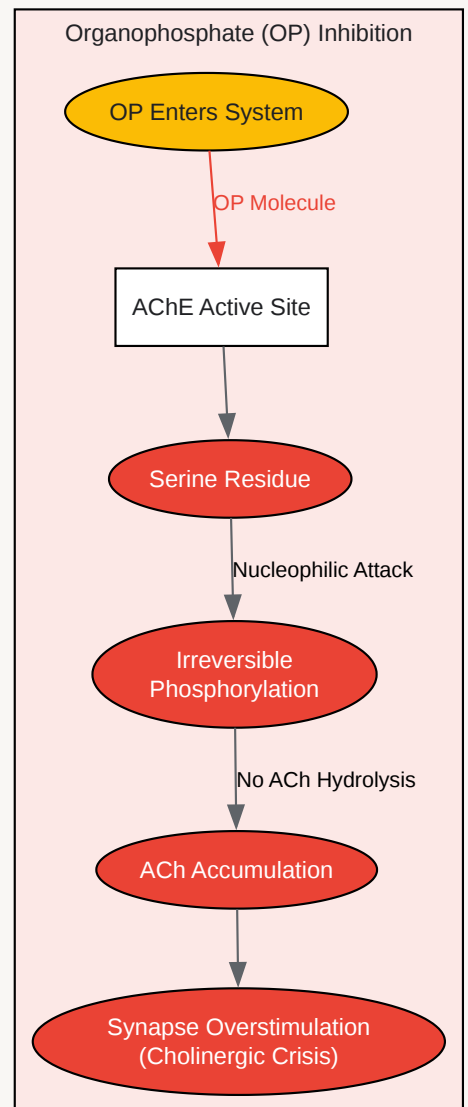 Organophosphate (OP) Inhibition
OP Enters System
OP Molecule
AChE Active Site
Serine Residue
Nucleophilic Attack
Irreversible
Phosphorylation
No ACh Hydrolysis
ACh Accumulation
Synapse Overstimulation
(Cholinergic Crisis)